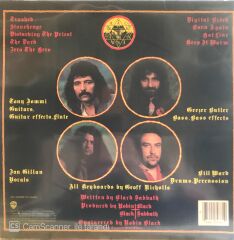 Trashed
Stonehenge
Disturbing The Priest
The Dark
Zero The Hero
Digital Bitch
Born Again
Hot Line
Keep It Warm
Tony Iommi
Guitars,
Guitar effects,Flute
Geezer Butler
Bass,Bass effects
Ian Gillan
Vocals
Bill Ward
Drums,Percussion
All Keyboards by Geoff Nicholls
Written by Black Sabbath
Produced by Robin Black
Black Sabbath
Engineered by Robin Black
CamScanner